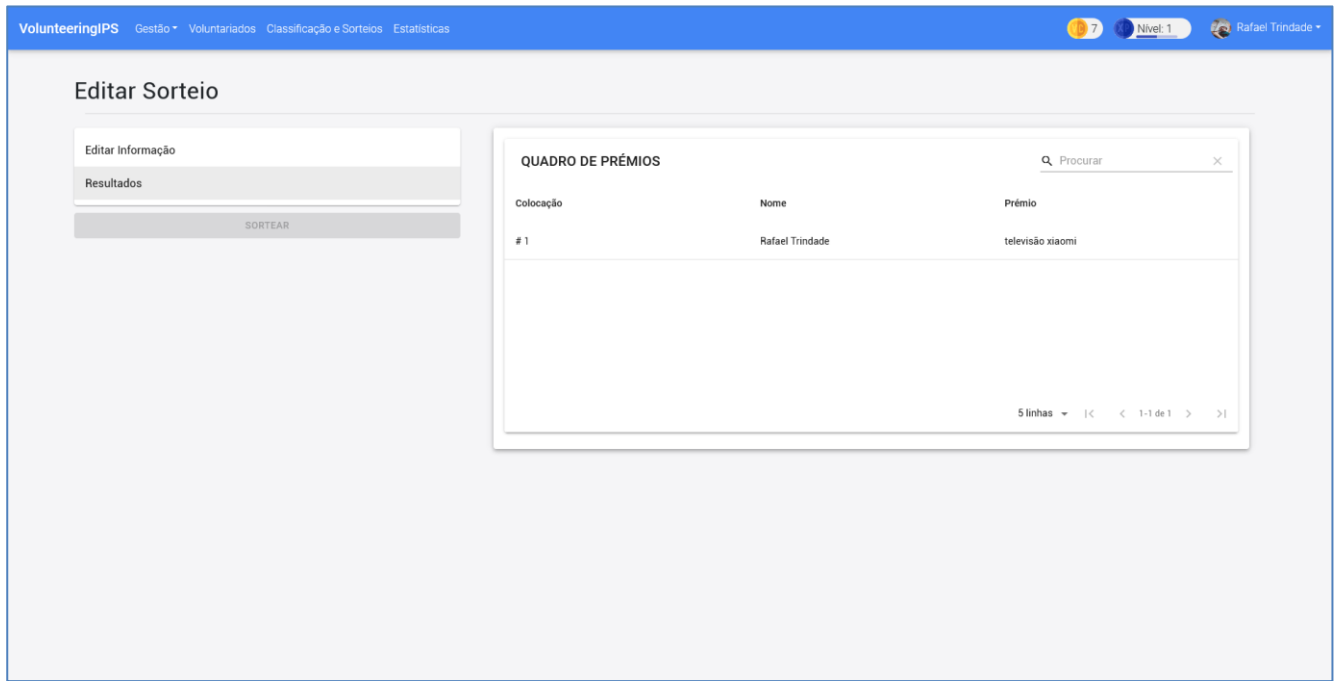 VolunteeringIPS Gestão Voluntariados Classificação e Sorteios Estatísticas 7 Nível: 1 Rafael Trindade
Editar Sorteio
Editar Informação
Resultados
SORTEAR
QUADRO DE PRÉMIOS Procurar
Colocação Nome Prémio
# 1 Rafael Trindade televisão xiaomi
5 linhas 1-1 de 1